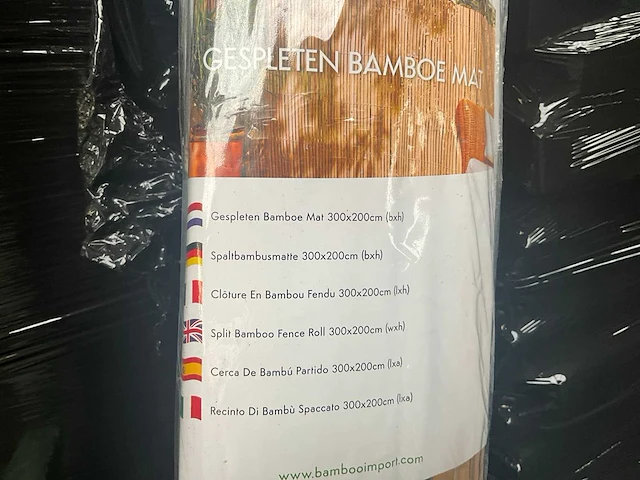 GESPLETEN BAMBOE MAT
Gespleten Bamboe Mat 300x200cm (bxh)
Spaltbambusmatte 300x200cm (bxh)
Clôture En Bambou Fendu 300x200cm (lxh)
Split Bamboo Fence Roll 300x200cm (wxh)
Cerca De Bambú Partido 300x200cm (lxa)
Recinto Di Bambù Spaccato 300x200cm (lxa)
www.bambooimport.com